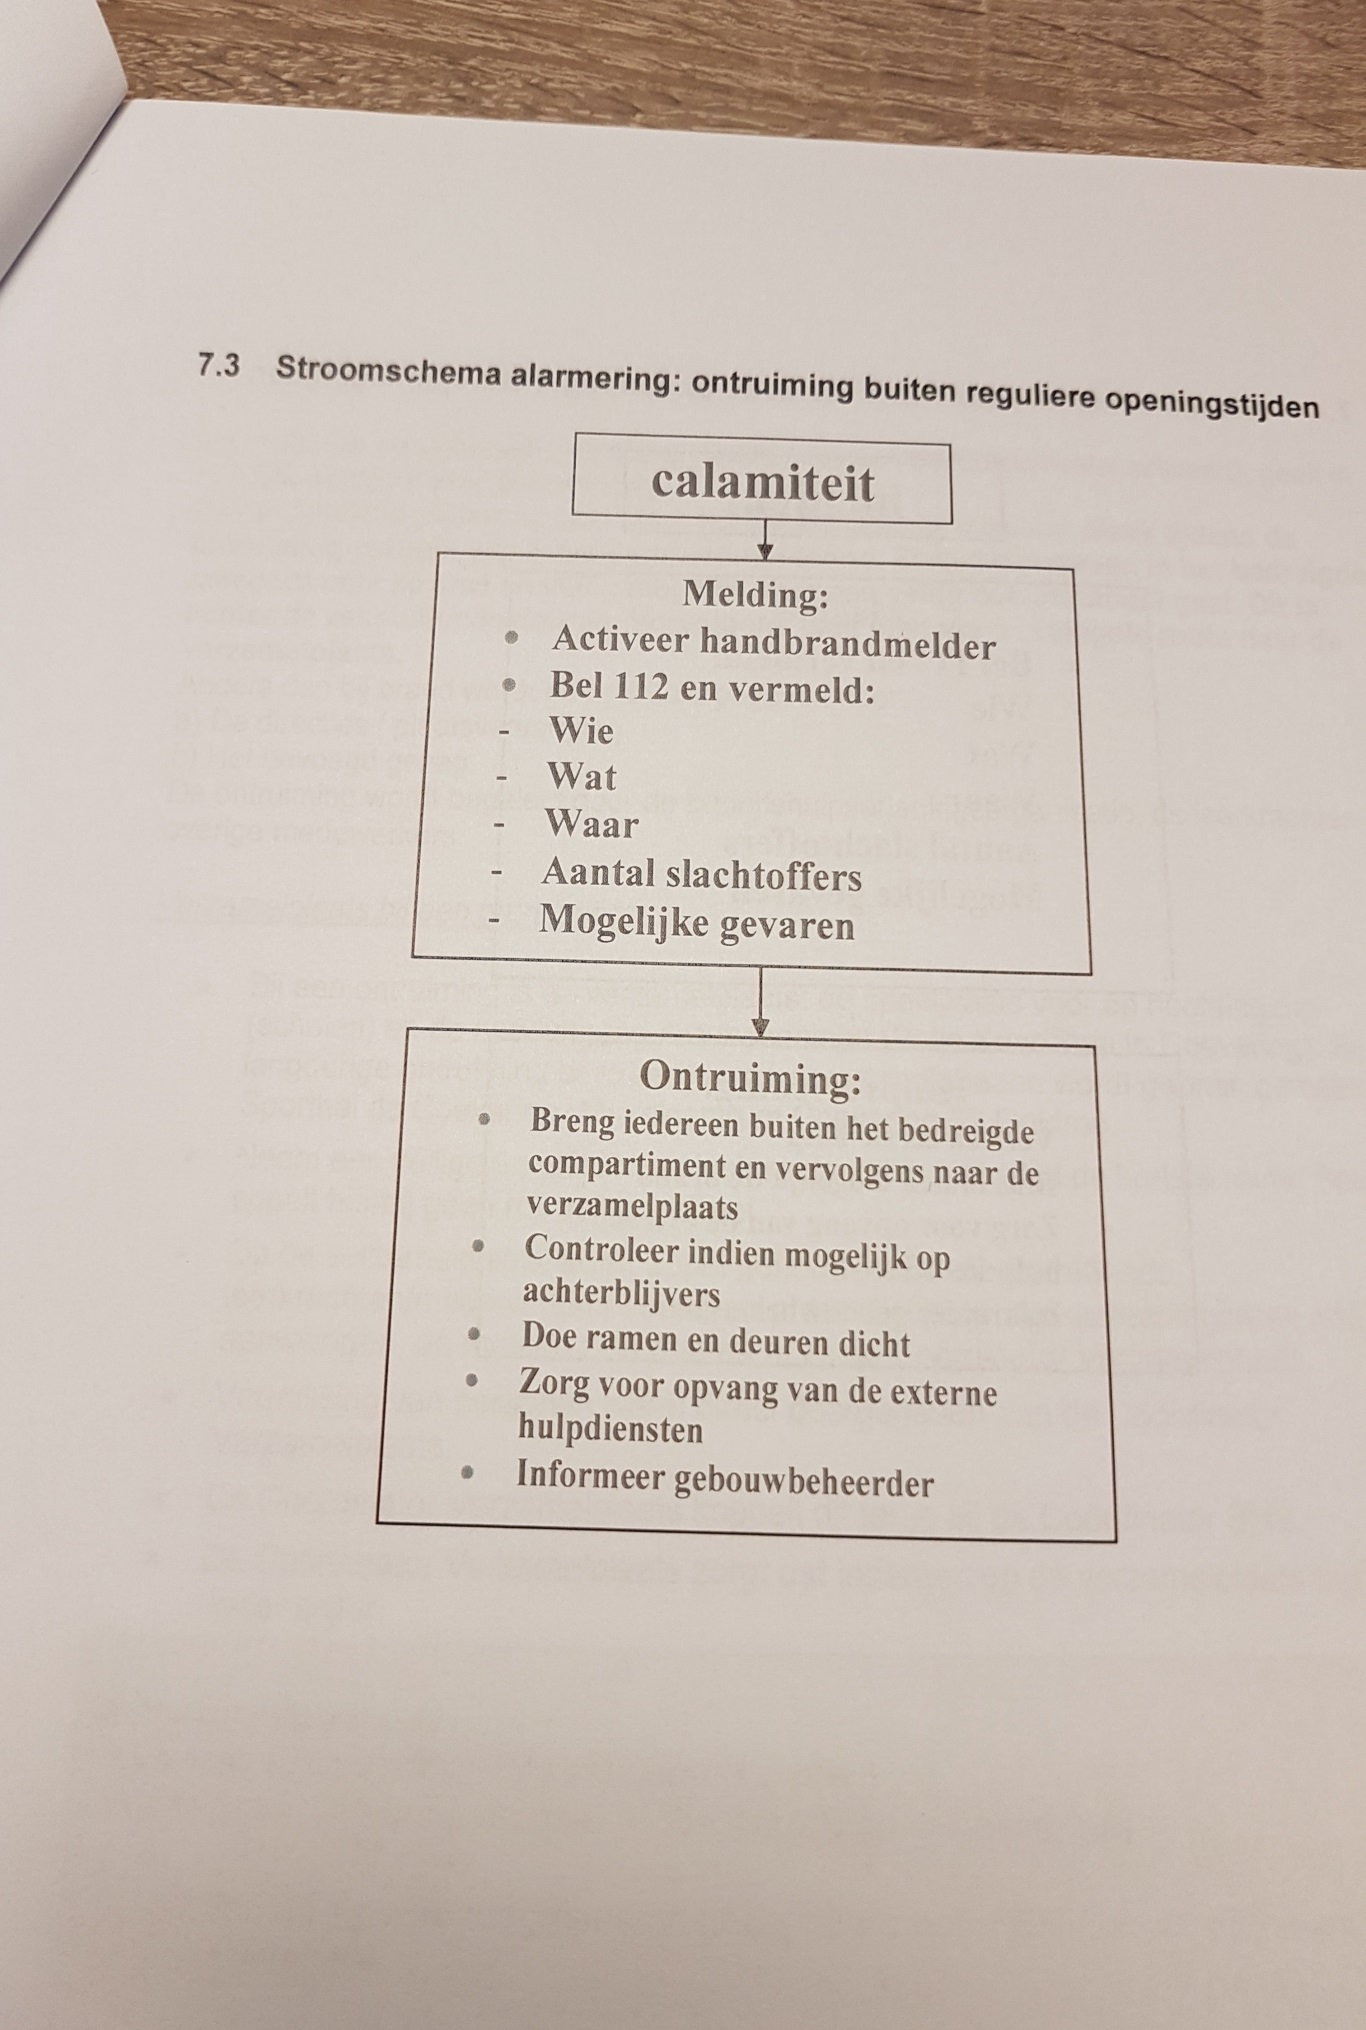 7.3 Stroomschema alarmering: ontruiming buiten reguliere openingstijden
calamiteit
Melding:
• Activeer handbrandmelder
• Bel 112 en vermeld:
- Wie
- Wat
- Waar
- Aantal slachtoffers
- Mogelijke gevaren
Ontruiming:
• Breng iedereen buiten het bedreigde
compartiment en vervolgens naar de
verzamelplaats
• Controleer indien mogelijk op
achterblijvers
• Doe ramen en deuren dicht
• Zorg voor opvang van de externe
hulpdiensten
• Informeer gebouwbeheerder